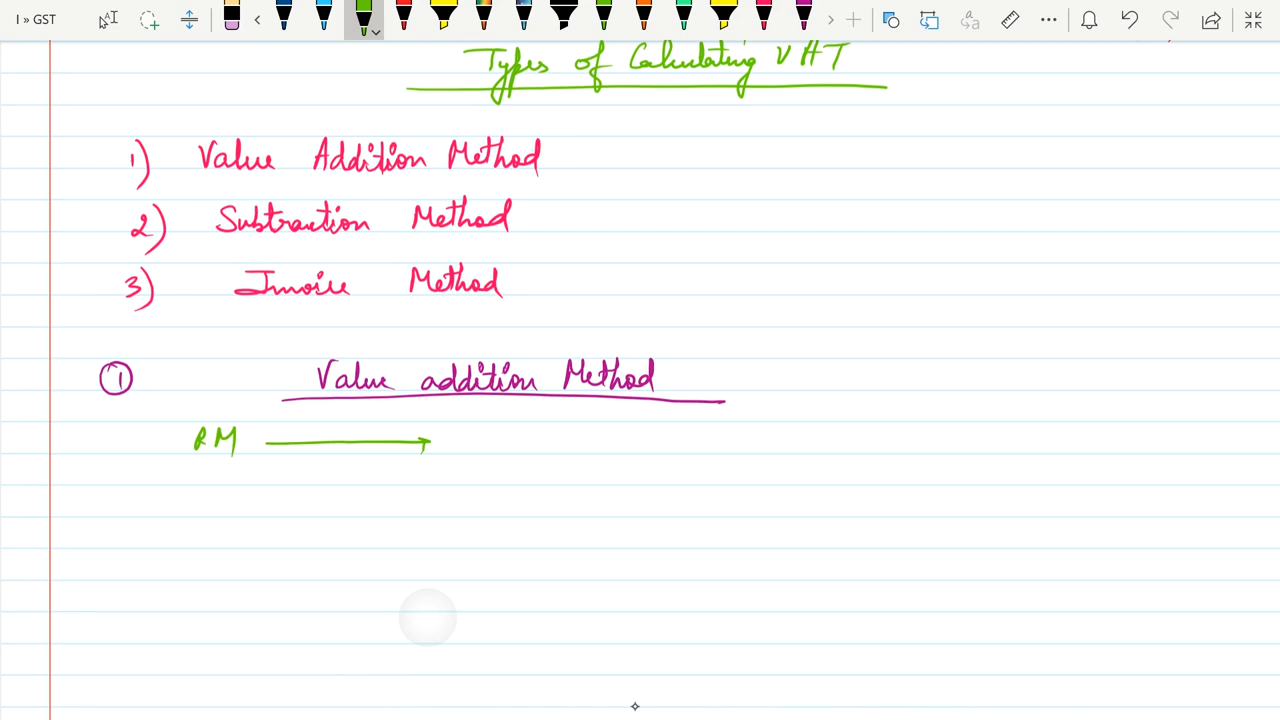 I » GST
Types of Calculating VAT
1) Value Addition Method
2) Subtraction Method
3) Invoice Method
① Value addition Method
RM